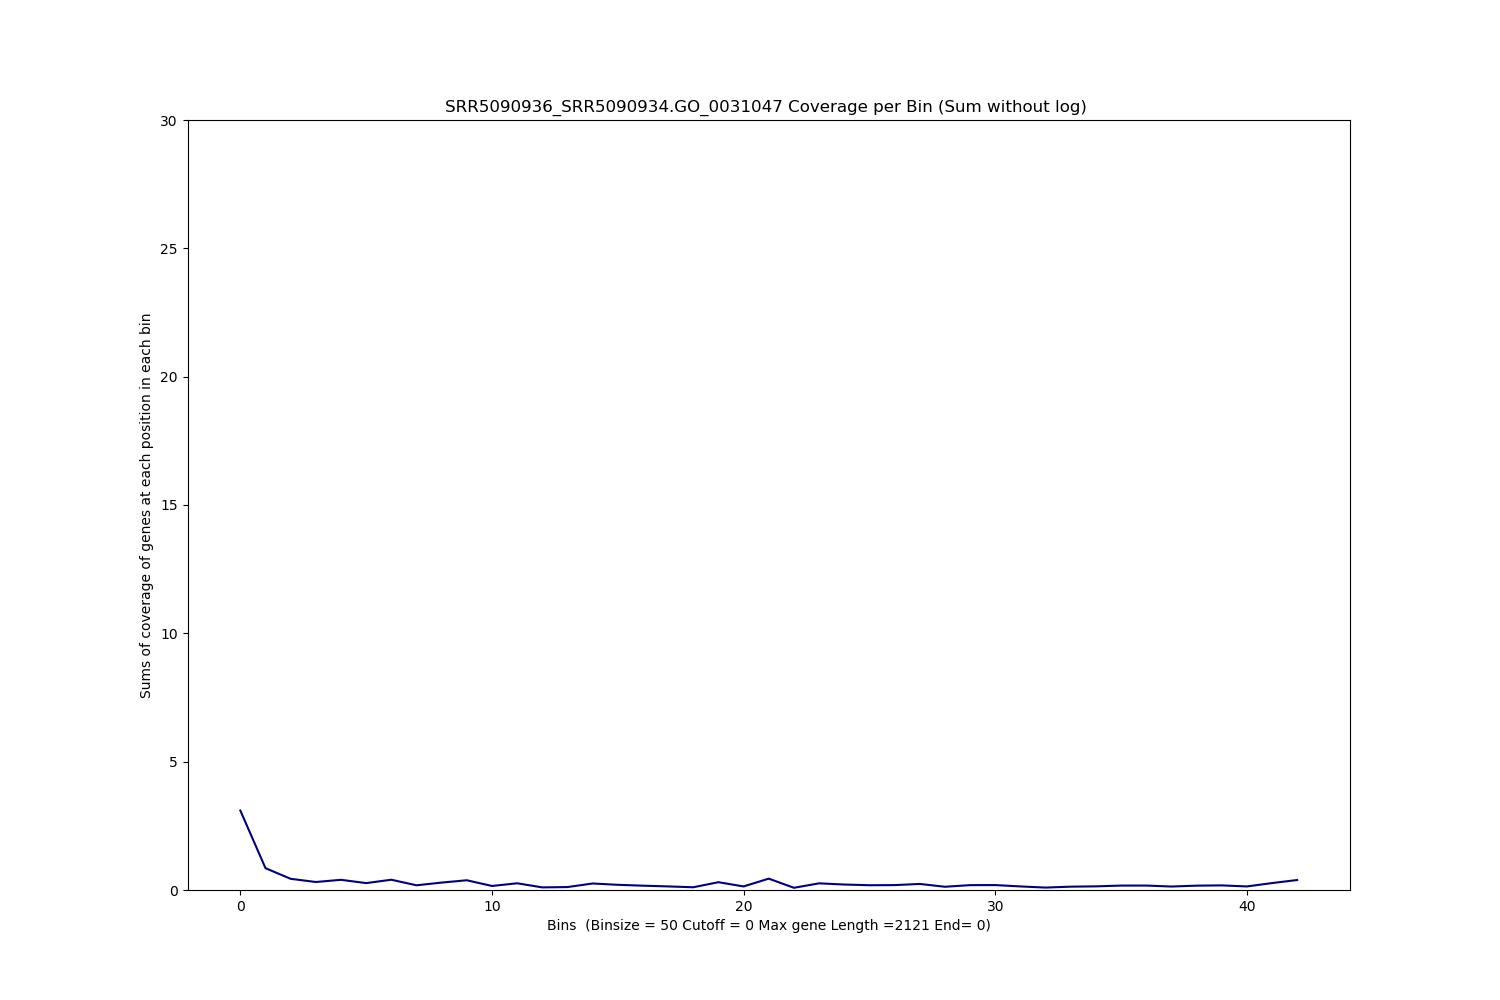 SRR5090936_SRR5090934.GO_0031047 Coverage per Bin (Sum without log)
30
25
20
15
10
5
0
Sums of coverage of genes at each position in each bin
0 10 20 30 40
Bins  (Binsize = 50 Cutoff = 0 Max gene Length =2121 End= 0)